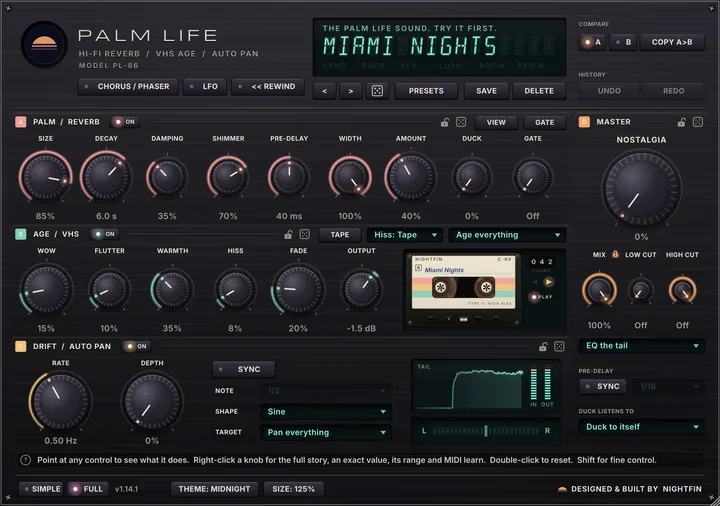 PALM LIFE
HI-FI REVERB / VHS AGE / AUTO PAN
MODEL PL-86
CHORUS / PHASER
LFO
<< REWIND
THE PALM LIFE SOUND. TRY IT FIRST.
MIAMI NIGHTS
SYNC DUCK KEY LUSH AGE-R PAN-R
<
>
PRESETS
SAVE
DELETE
COMPARE
A
B
COPY A>B
HISTORY
UNDO
REDO
A PALM / REVERB
ON
VIEW
GATE
SIZE DECAY DAMPING SHIMMER PRE-DELAY WIDTH AMOUNT DUCK GATE
85% 6.0 s 35% 70% 40 ms 100% 40% 0% Off
B AGE / VHS
ON
TAPE
Hiss: Tape
Age everything
WOW FLUTTER WARMTH HISS FADE OUTPUT
15% 10% 35% 8% 20% -1.5 dB
NIGHTFIN C-60
A Miami Nights
TYPE II HIGH BIAS
0 4 2
COUNT
PLAY
DRIFT / AUTO PAN
ON
RATE DEPTH
0.50 Hz 0%
SYNC
NOTE 1/2
SHAPE Sine
TARGET Pan everything
TAIL
IN OUT
L R
MASTER
NOSTALGIA
0%
MIX LOW CUT HIGH CUT
100% Off Off
EQ the tail
PRE-DELAY
SYNC 1/16
DUCK LISTENS TO
Duck to itself
? Point at any control to see what it does. Right-click a knob for the full story, an exact value, its range and MIDI learn. Double-click to reset. Shift for fine control.
SIMPLE
FULL
v1.14.1
THEME: MIDNIGHT
SIZE: 125%
DESIGNED & BUILT BY NIGHTFIN